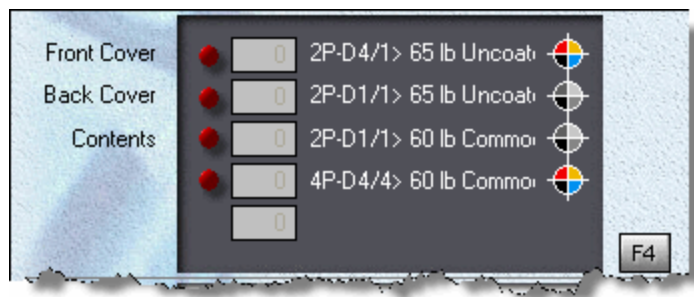 Front Cover 0 2P-D4/1> 65 lb Uncoat
Back Cover 0 2P-D1/1> 65 lb Uncoat
Contents 0 2P-D1/1> 60 lb Commo
0 4P-D4/4> 60 lb Commo
0
F4